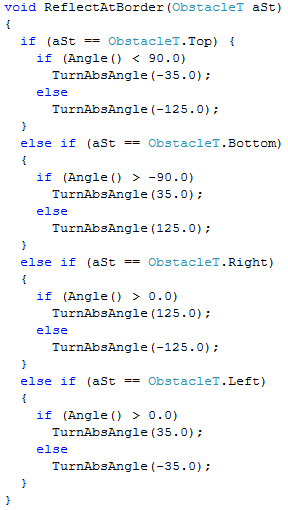 void ReflectAtBorder(ObstacleT aSt)
{
  if (aSt == ObstacleT.Top) {
    if (Angle() < 90.0)
      TurnAbsAngle(-35.0);
    else
      TurnAbsAngle(-125.0);
  }
  else if (aSt == ObstacleT.Bottom)
  {
    if (Angle() > -90.0)
      TurnAbsAngle(35.0);
    else
      TurnAbsAngle(125.0);
  }
  else if (aSt == ObstacleT.Right)
  {
    if (Angle() > 0.0)
      TurnAbsAngle(125.0);
    else
      TurnAbsAngle(-125.0);
  }
  else if (aSt == ObstacleT.Left)
  {
    if (Angle() > 0.0)
      TurnAbsAngle(35.0);
    else
      TurnAbsAngle(-35.0);
  }
}